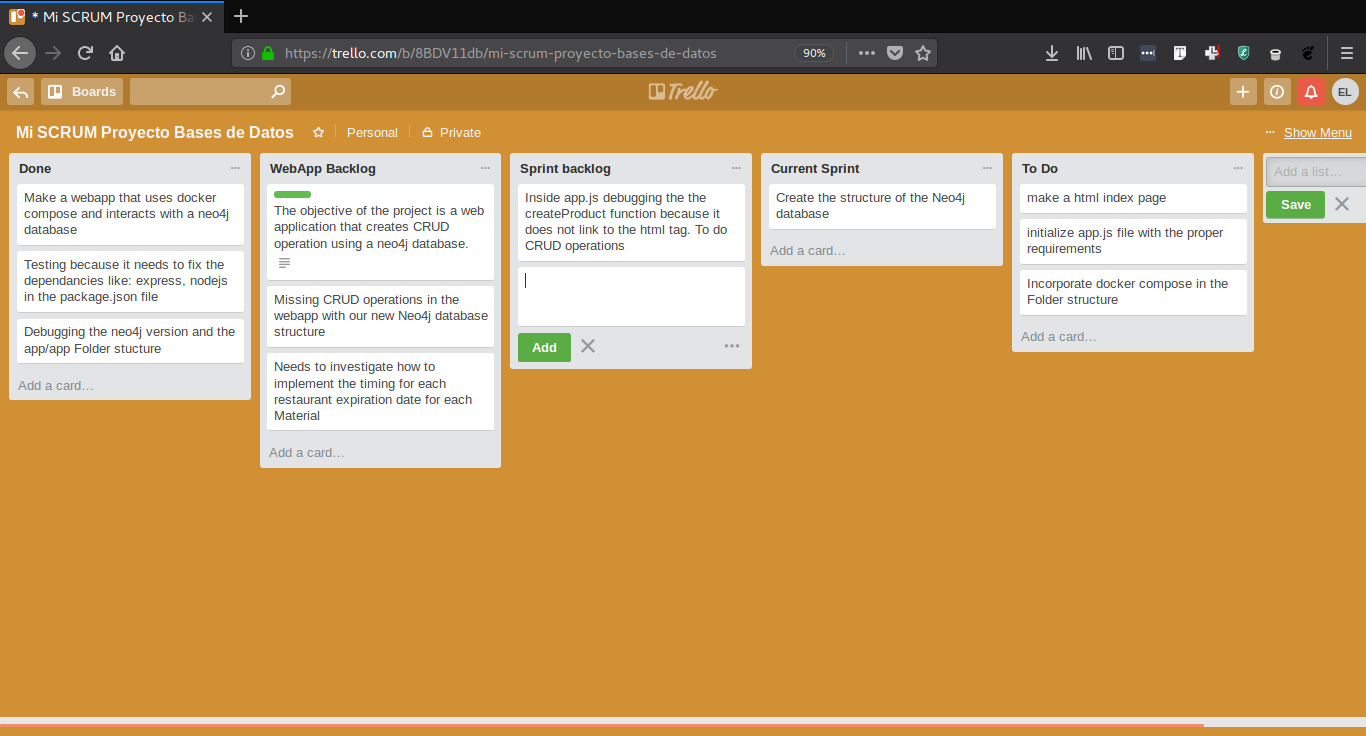 * Mi SCRUM Proyecto Ba
https://trello.com/b/8BDV11db/mi-scrum-proyecto-bases-de-datos
90%
Boards
Trello
EL
Mi SCRUM Proyecto Bases de Datos
Personal
Private
Show Menu
Done
Make a webapp that uses docker
compose and interacts with a neo4j
database
Testing because it needs to fix the
dependancies like: express, nodejs
in the package.json file
Debugging the neo4j version and the
app/app Folder stucture
Add a card…
WebApp Backlog
The objective of the project is a web
application that creates CRUD
operation using a neo4j database.
Missing CRUD operations in the
webapp with our new Neo4j database
structure
Needs to investigate how to
implement the timing for each
restaurant expiration date for each
Material
Add a card…
Sprint backlog
Inside app.js debugging the the
createProduct function because it
does not link to the html tag. To do
CRUD operations
Add
Current Sprint
Create the structure of the Neo4j
database
Add a card…
To Do
make a html index page
initialize app.js file with the proper
requirements
Incorporate docker compose in the
Folder structure
Add a card…
Add a list…
Save